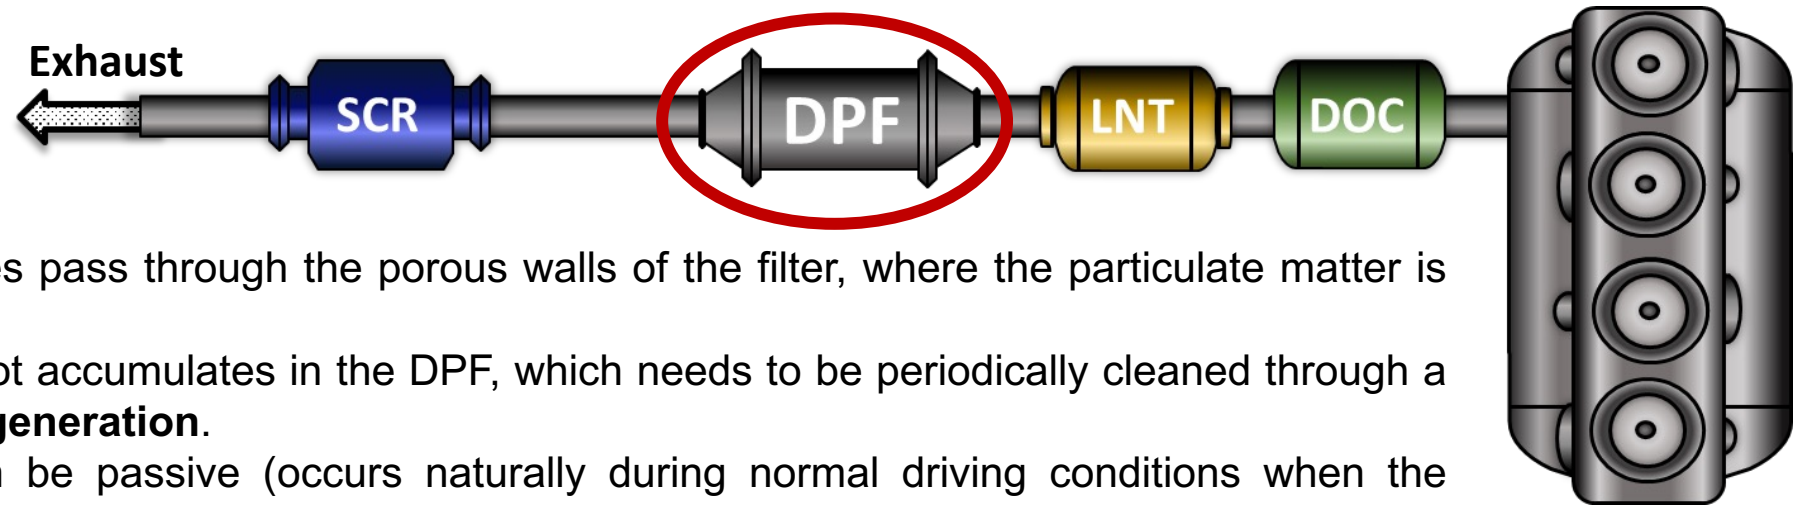 Exhaust
SCR
DPF
LNT
DOC
es pass through the porous walls of the filter, where the particulate matter is
ot accumulates in the DPF, which needs to be periodically cleaned through a
generation.
n be passive (occurs naturally during normal driving conditions when the